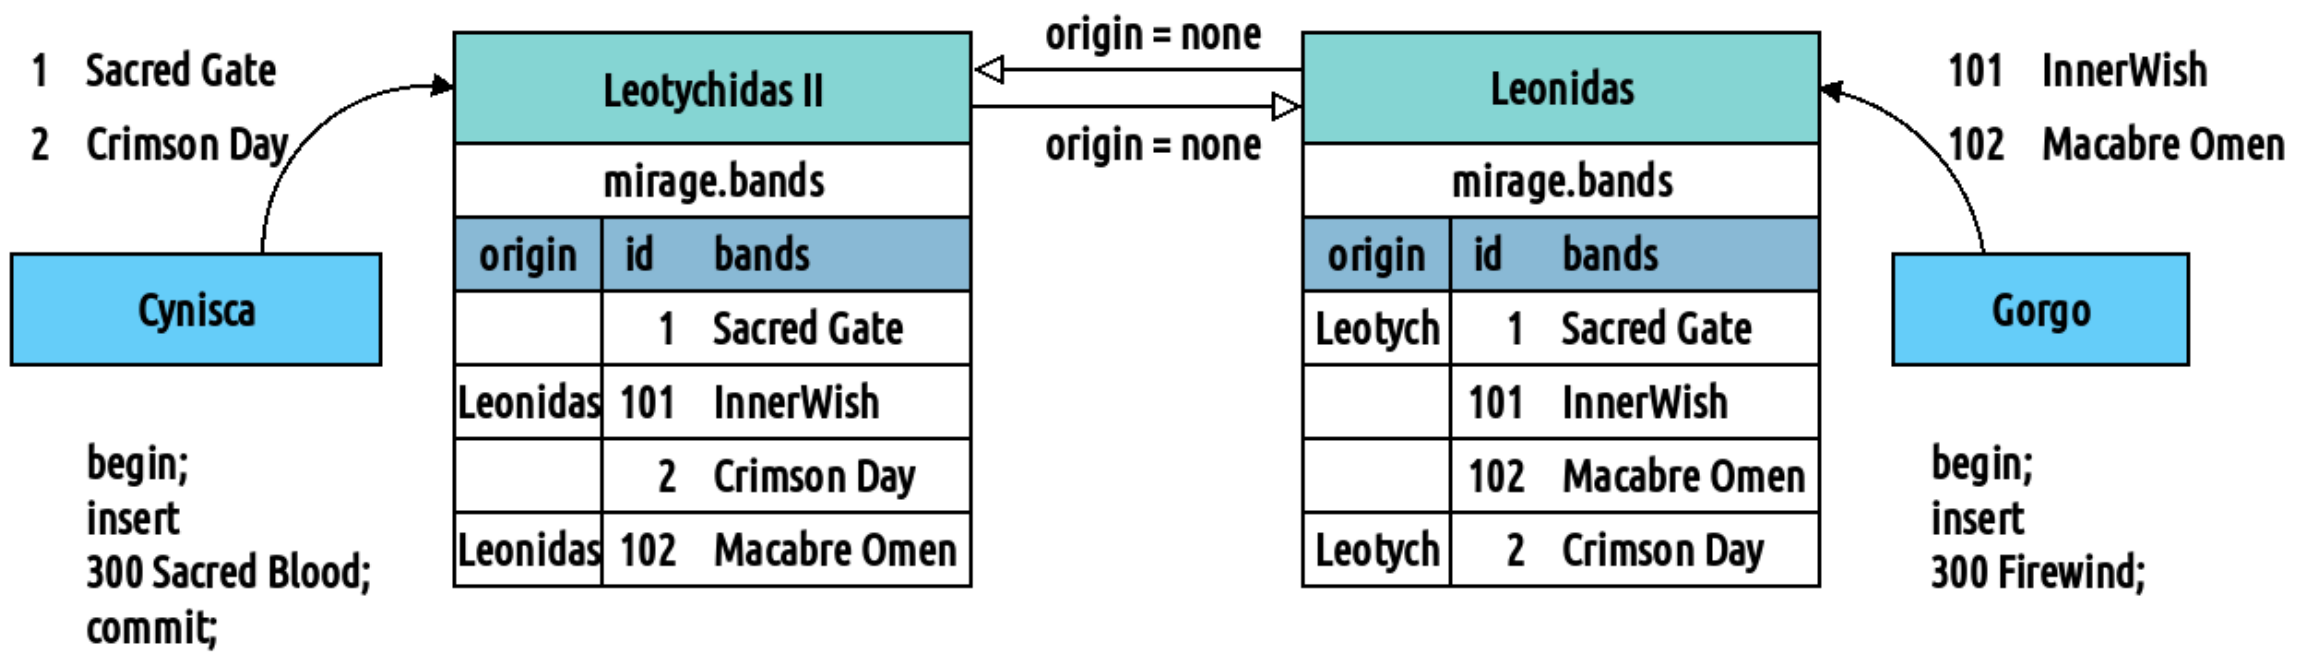 1 Sacred Gate
2 Crimson Day
Cynisca
begin;
insert
300 Sacred Blood;
commit;
Leotychidas II
mirage.bands
origin id bands
1 Sacred Gate
Leonidas 101 InnerWish
2 Crimson Day
Leonidas 102 Macabre Omen
origin = none
origin = none
Leonidas
mirage.bands
origin id bands
Leotych 1 Sacred Gate
101 InnerWish
102 Macabre Omen
Leotych 2 Crimson Day
101 InnerWish
102 Macabre Omen
Gorgo
begin;
insert
300 Firewind;